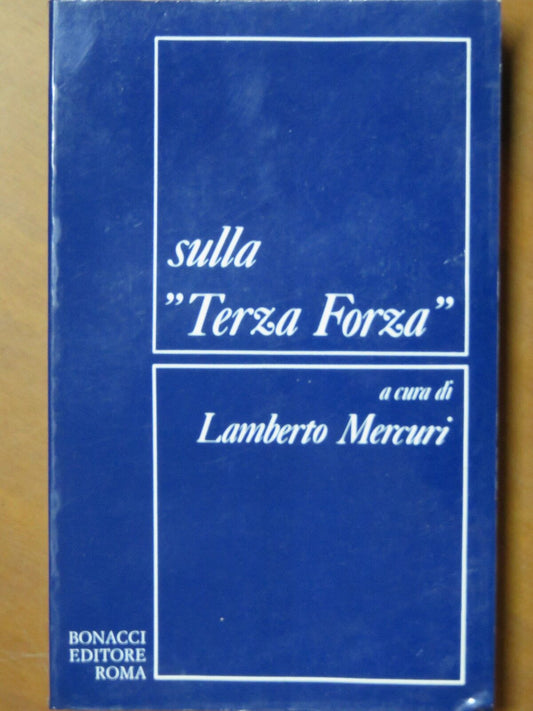 sulla
"Terza Forza"
a cura di
Lamberto Mercuri
BONACCI
EDITORE
ROMA